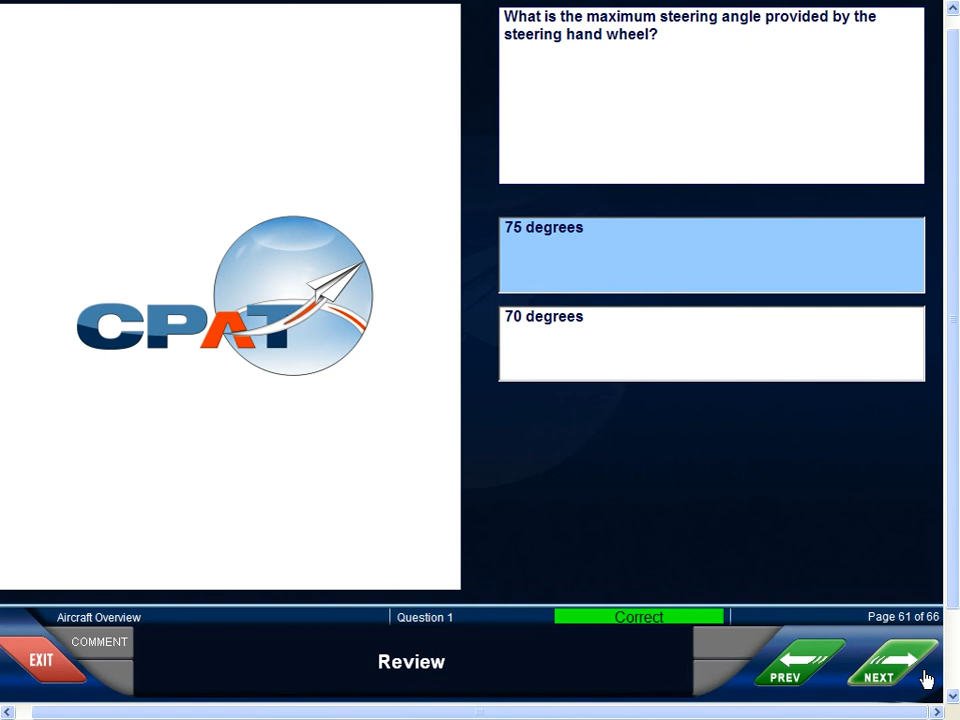 What is the maximum steering angle provided by the
steering hand wheel?
75 degrees
70 degrees
CPAT
Aircraft Overview
Question 1
Correct
Page 61 of 66
EXIT
COMMENT
Review
PREV
NEXT